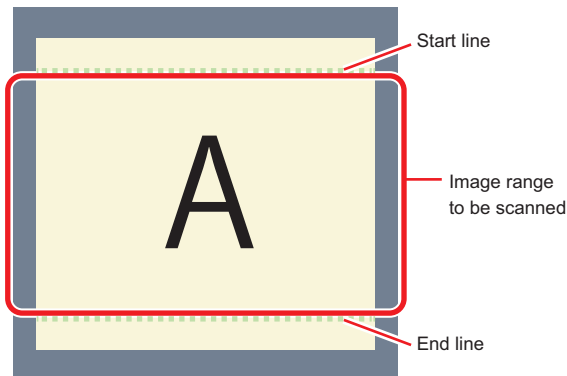 Start line
A
Image range
to be scanned
End line